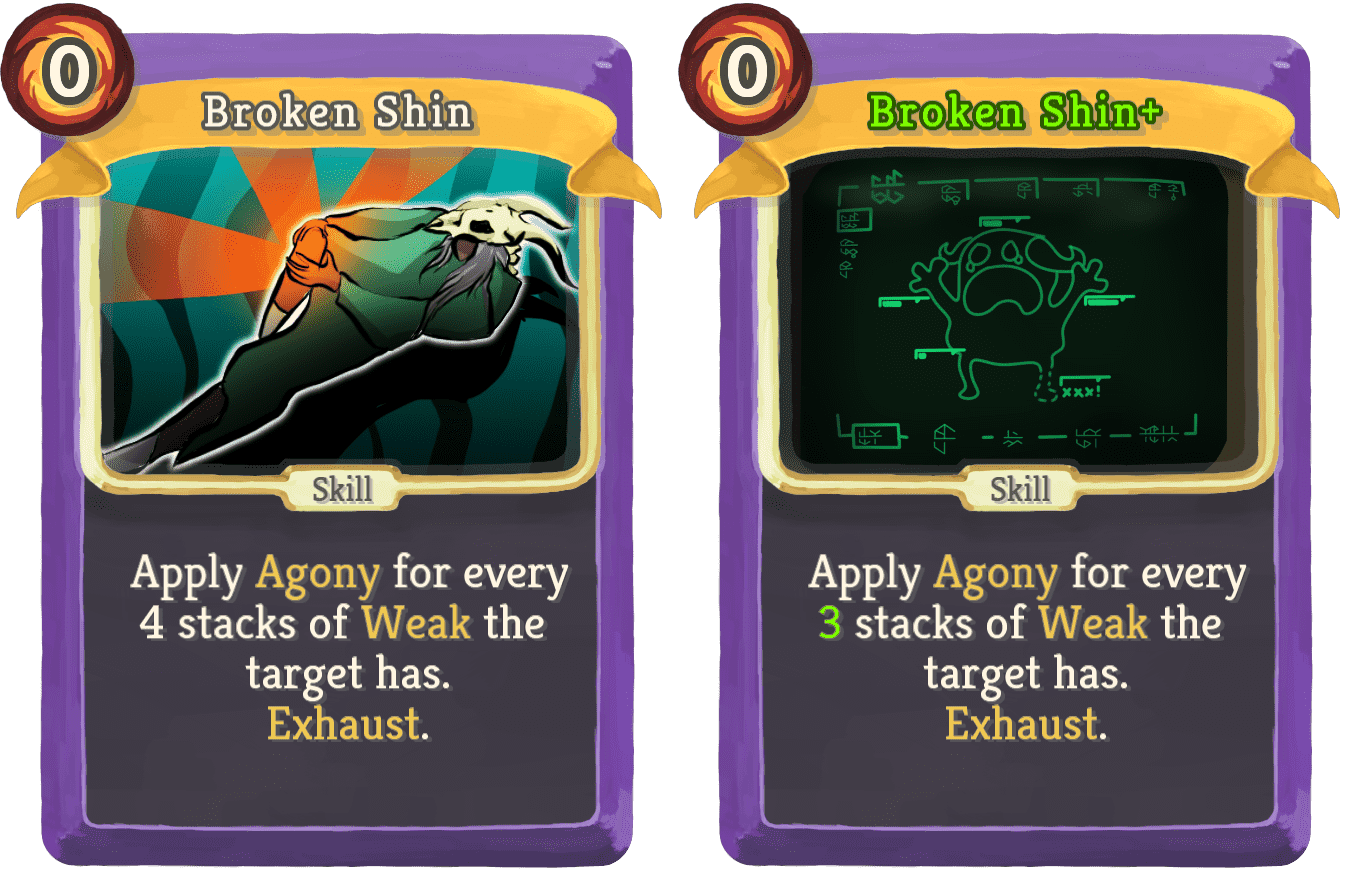 0
Broken Shin
Skill
Apply Agony for every
4 stacks of Weak the
target has.
Exhaust.
0
Broken Shin+
xxx!
Skill
Apply Agony for every
3 stacks of Weak the
target has.
Exhaust.